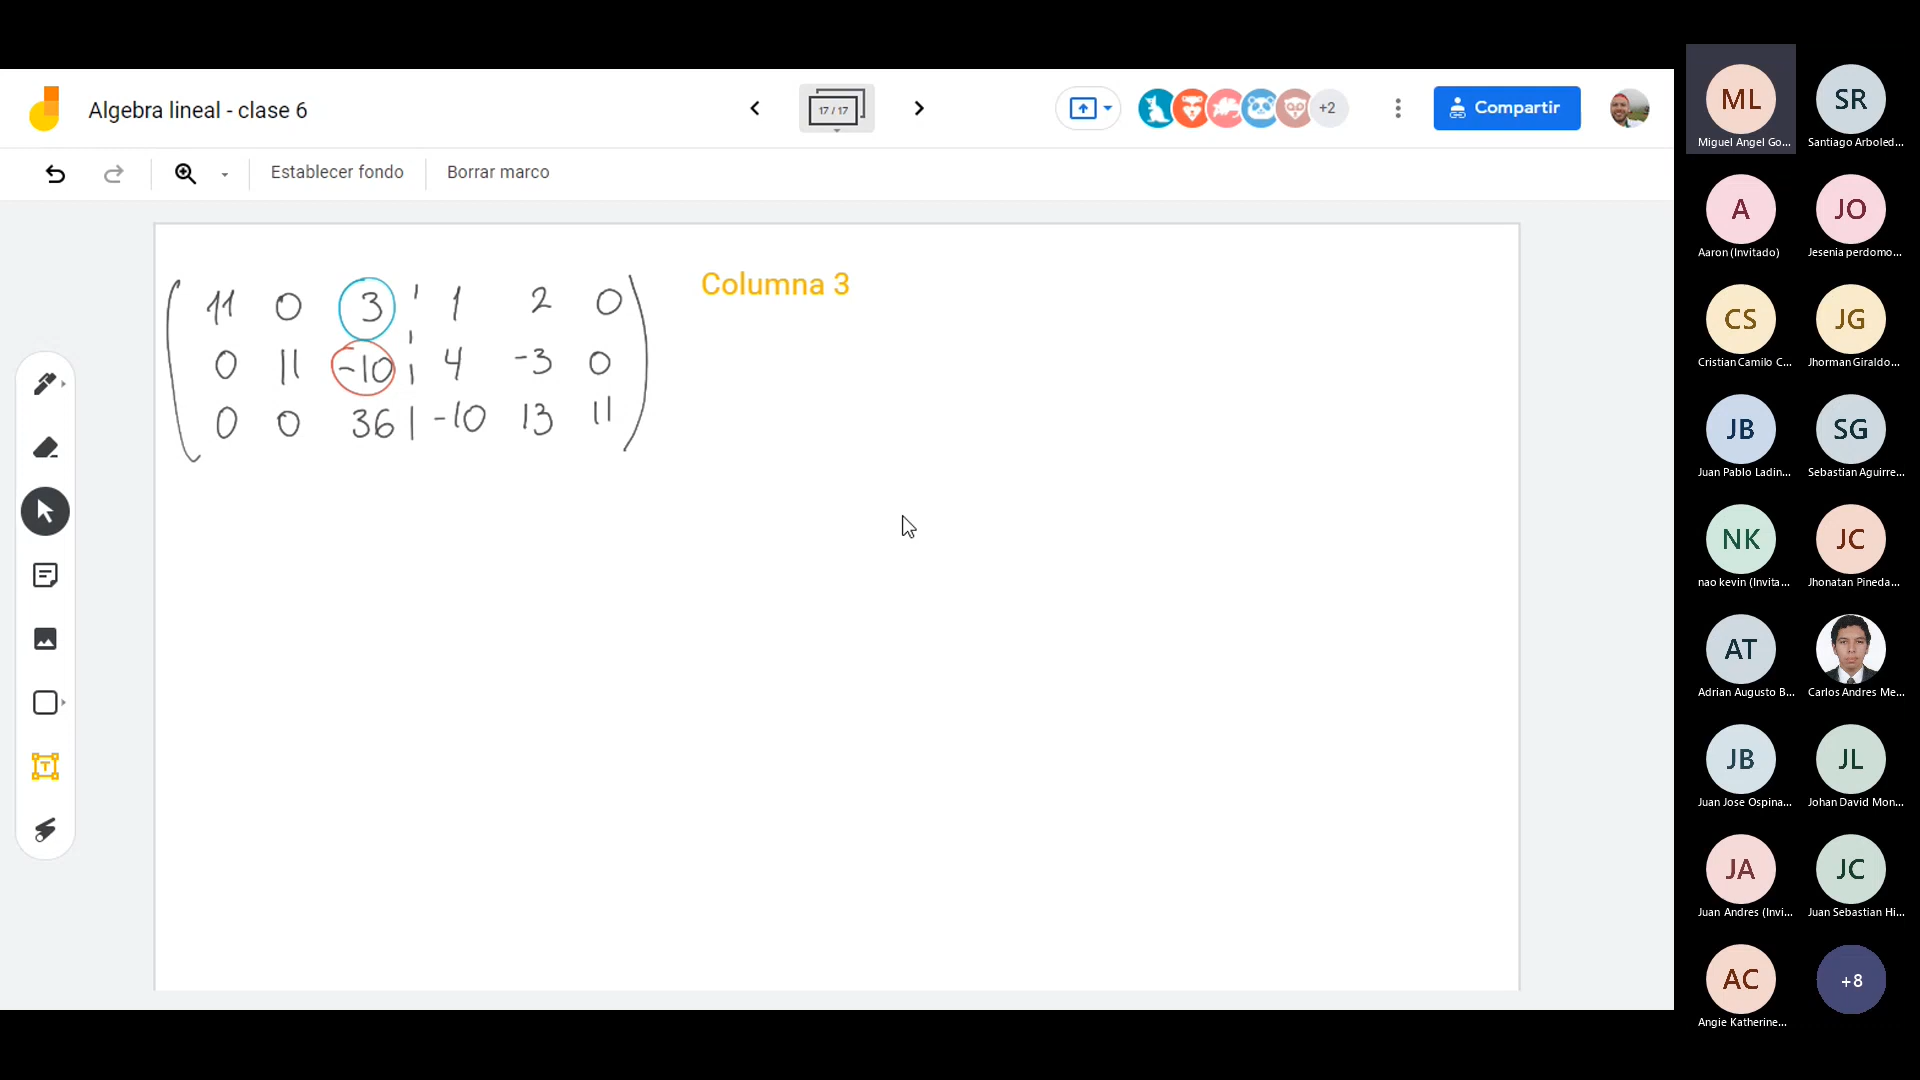 Algebra lineal - clase 6
17 / 17
+2
Compartir
Establecer fondo
Borrar marco
Columna 3
11 0 3 | 1 2 0
0 11 -10 | 4 -3 0
0 0 36 | -10 13 11
T
ML
Miguel Angel Go...
SR
Santiago Arboled...
A
Aaron (Invitado)
JO
Jesenia perdomo...
CS
Cristian Camilo C...
JG
Jhorman Giraldo...
JB
Juan Pablo Ladin...
SG
Sebastian Aguirre...
NK
nao kevin (Invita...
JC
Jhonatan Pineda...
AT
Adrian Augusto B...
Carlos Andres Me...
JB
Juan Jose Ospina...
JL
Johan David Mon...
JA
Juan Andres (Invi...
JC
Juan Sebastian Hi...
AC
Angie Katherine...
+8